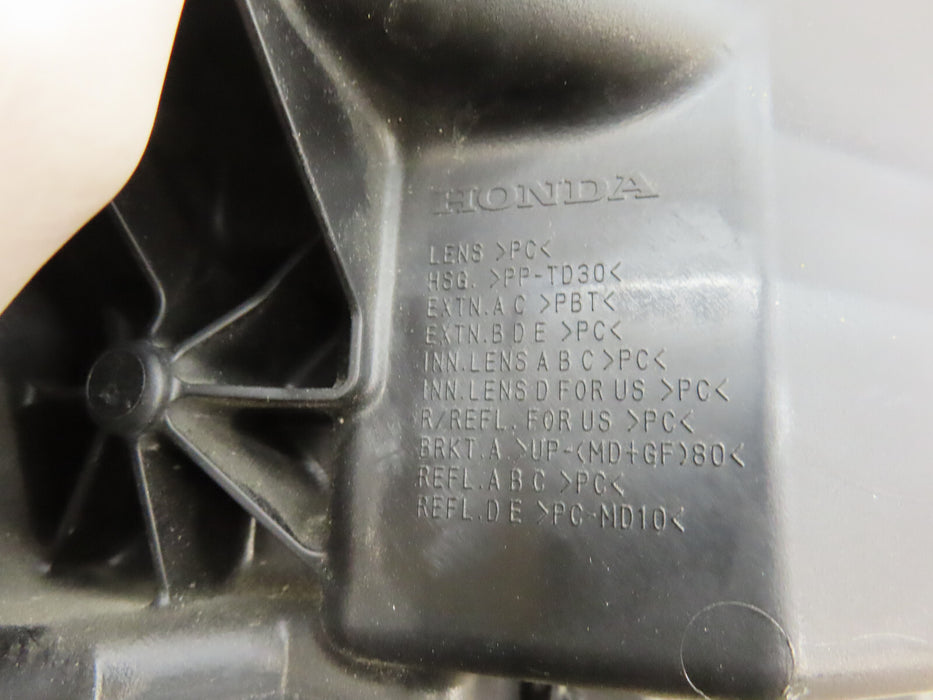 HONDA
LENS >PC<
HSG. >PP-TD30<
EXTN.A C >PBT<
EXTN.B D E >PC<
INN.LENS A B C >PC<
INN.LENS D FOR US >PC<
R/REFL. FOR US >PC<
BRKT.A >UP-(MD+GF)80<
REFL.A B C >PC<
REFL.D E >PC-MD10<